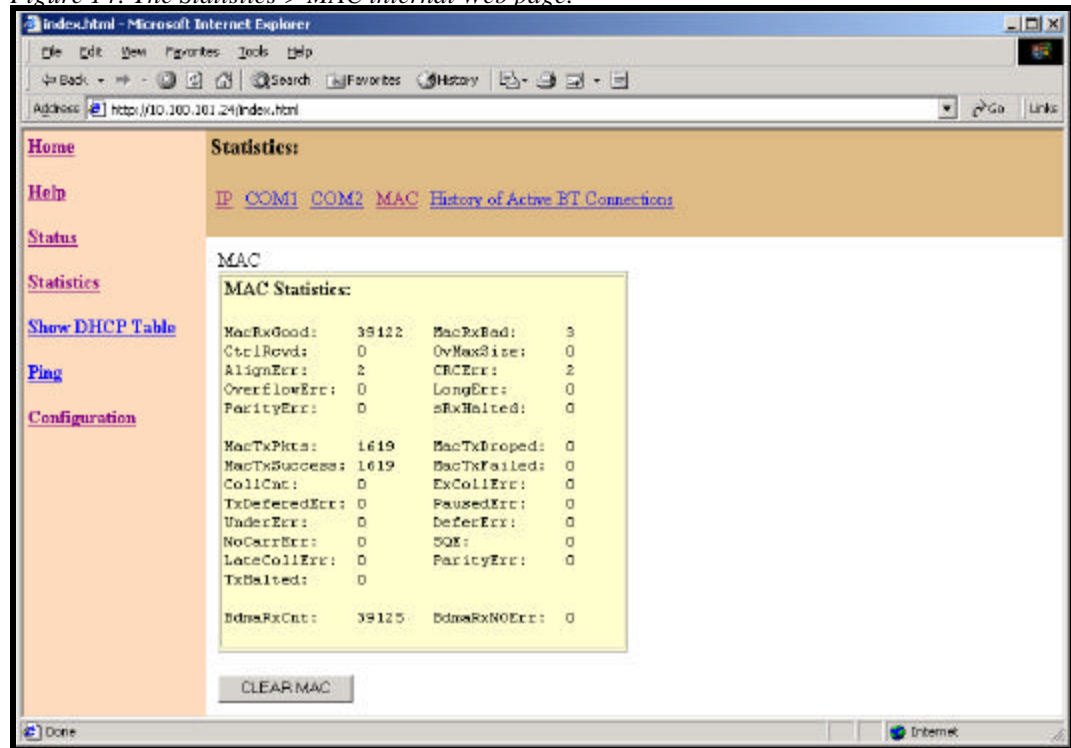 Figure 14. The Statistics > MAC internal Web page.
index.html - Microsoft Internet Explorer
File Edit View Favorites Tools Help
Back Search Favorites History
Address http://10.100.101.24/index.html Go Links
Home
Help
Status
Statistics
Show DHCP Table
Ping
Configuration
Statistics:
IP COM1 COM2 MAC History of Active BT Connections
MAC
MAC Statistics:
MacRxGood: 39122 MacRxBad: 3
CtrlRcvd: 0 OvMaxSize: 0
AlignErr: 2 CRCErr: 2
OverflowErr: 0 LongErr: 0
ParityErr: 0 sRxHalted: 0
MacTxPkts: 1619 MacTxDroped: 0
MacTxSuccess: 1619 MacTxFailed: 0
CollCnt: 0 ExCollErr: 0
TxDeferedErr: 0 PausedErr: 0
UnderErr: 0 DeferErr: 0
NoCarrErr: 0 SQE: 0
LateCollErr: 0 ParityErr: 0
TxHalted: 0
BdmaRxCnt: 39125 BdmaRxNOErr: 0
CLEAR MAC
Done Internet